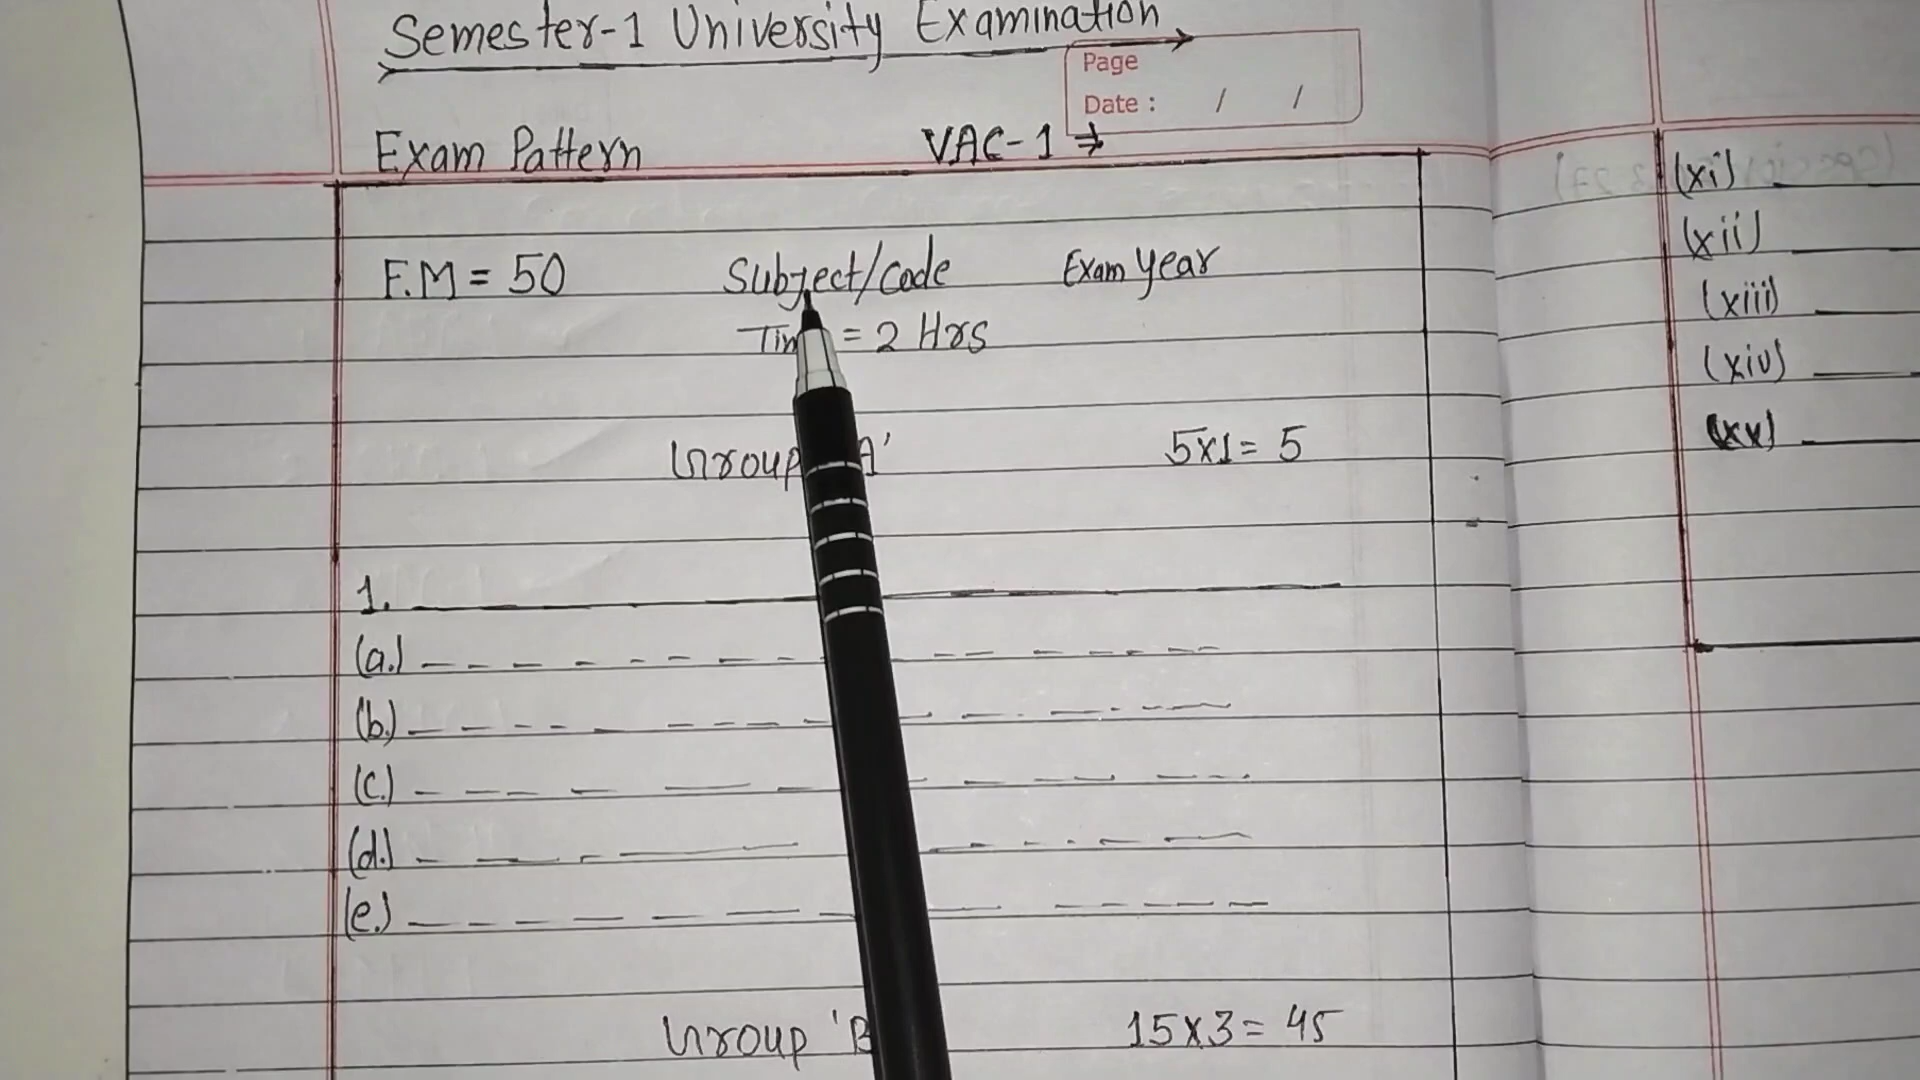 Semester-1 University Examination
Page
Date : / /
Exam Pattern VAC-1 →
F.M = 50 Subject/Code Exam year
= 2 Hrs
Group 'A' 5x1= 5
1.
(a.)
(b.)
(c.)
(d.)
(e.)
Group 'B 15x3= 45
(xi)
(xii)
(xiii)
(xiv)
(xv)